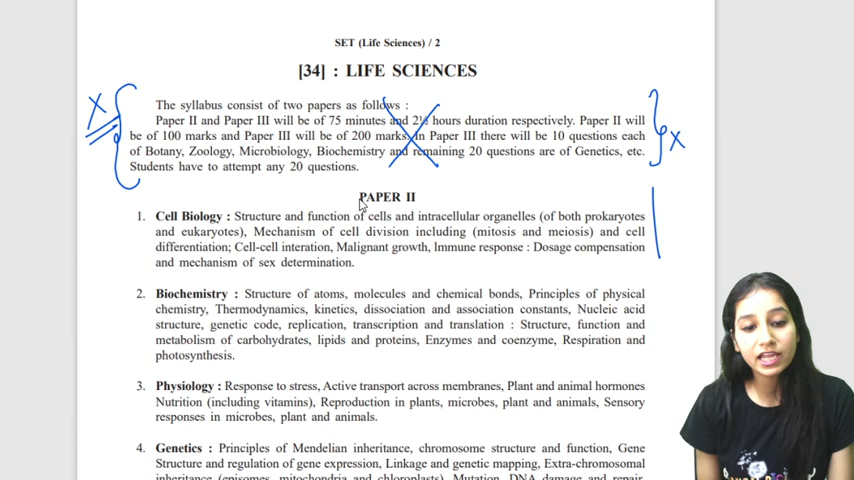 SET (Life Sciences) / 2
[34] : LIFE SCIENCES
The syllabus consist of two papers as follows :
Paper II and Paper III will be of 75 minutes and 2½ hours duration respectively. Paper II will
be of 100 marks and Paper III will be of 200 marks. In Paper III there will be 10 questions each
of Botany, Zoology, Microbiology, Biochemistry and remaining 20 questions are of Genetics, etc.
Students have to attempt any 20 questions.
PAPER II
1. Cell Biology : Structure and function of cells and intracellular organelles (of both prokaryotes
and eukaryotes), Mechanism of cell division including (mitosis and meiosis) and cell
differentiation; Cell-cell interation, Malignant growth, Immune response : Dosage compensation
and mechanism of sex determination.
2. Biochemistry : Structure of atoms, molecules and chemical bonds, Principles of physical
chemistry, Thermodynamics, kinetics, dissociation and association constants, Nucleic acid
structure, genetic code, replication, transcription and translation : Structure, function and
metabolism of carbohydrates, lipids and proteins, Enzymes and coenzyme, Respiration and
photosynthesis.
3. Physiology : Response to stress, Active transport across membranes, Plant and animal hormones
Nutrition (including vitamins), Reproduction in plants, microbes, plant and animals, Sensory
responses in microbes, plant and animals.
4. Genetics : Principles of Mendelian inheritance, chromosome structure and function, Gene
Structure and regulation of gene expression, Linkage and genetic mapping, Extra-chromosomal
inheritance (episomes, mitochondria and chloroplasts), Mutation, DNA damage and repair,